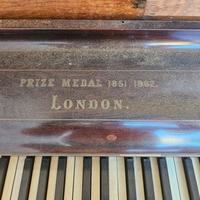 PRIZE MEDAL 1851 1862.
LONDON.